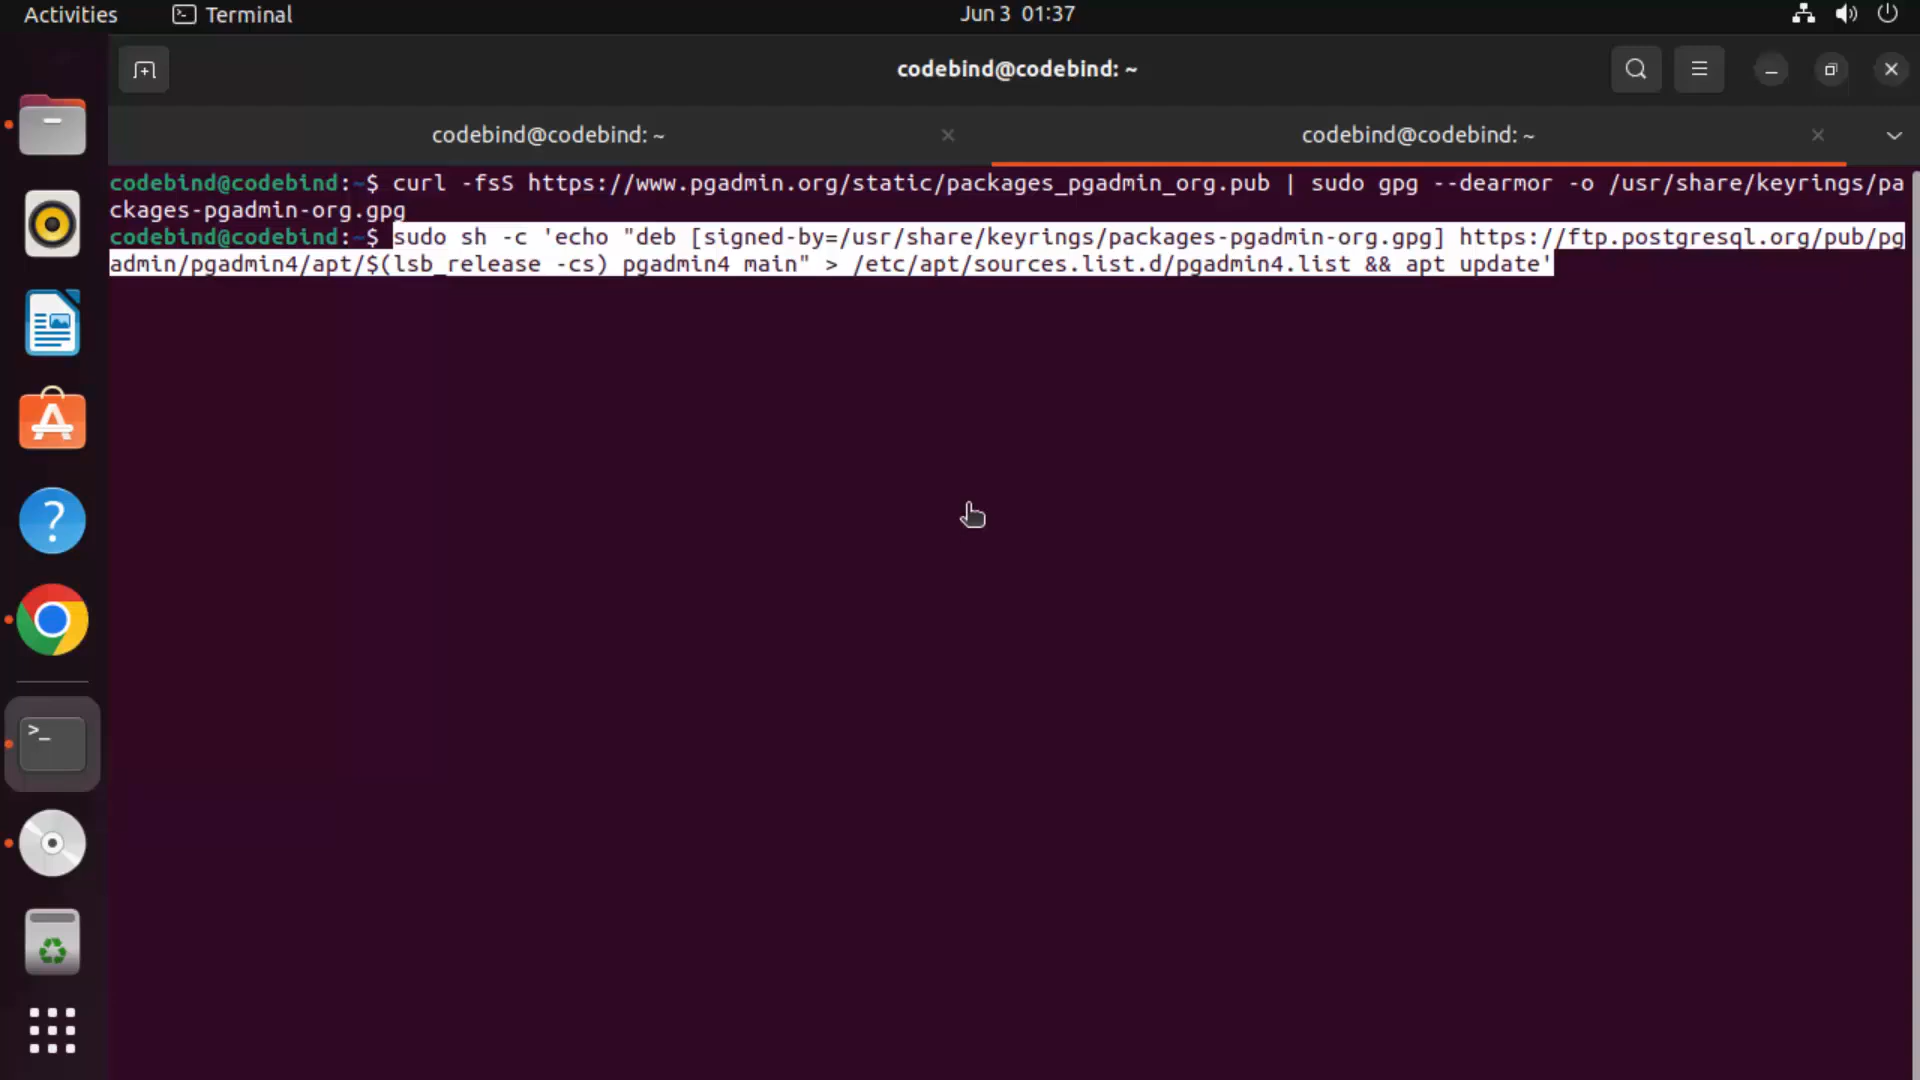 Activities Terminal Jun 3 01:37
codebind@codebind: ~
codebind@codebind: ~ codebind@codebind: ~
codebind@codebind:~$ curl -fsS https://www.pgadmin.org/static/packages_pgadmin_org.pub | sudo gpg --dearmor -o /usr/share/keyrings/pa
ckages-pgadmin-org.gpg
codebind@codebind:~$ sudo sh -c 'echo "deb [signed-by=/usr/share/keyrings/packages-pgadmin-org.gpg] https://ftp.postgresql.org/pub/pg
admin/pgadmin4/apt/$(lsb_release -cs) pgadmin4 main" > /etc/apt/sources.list.d/pgadmin4.list && apt update'